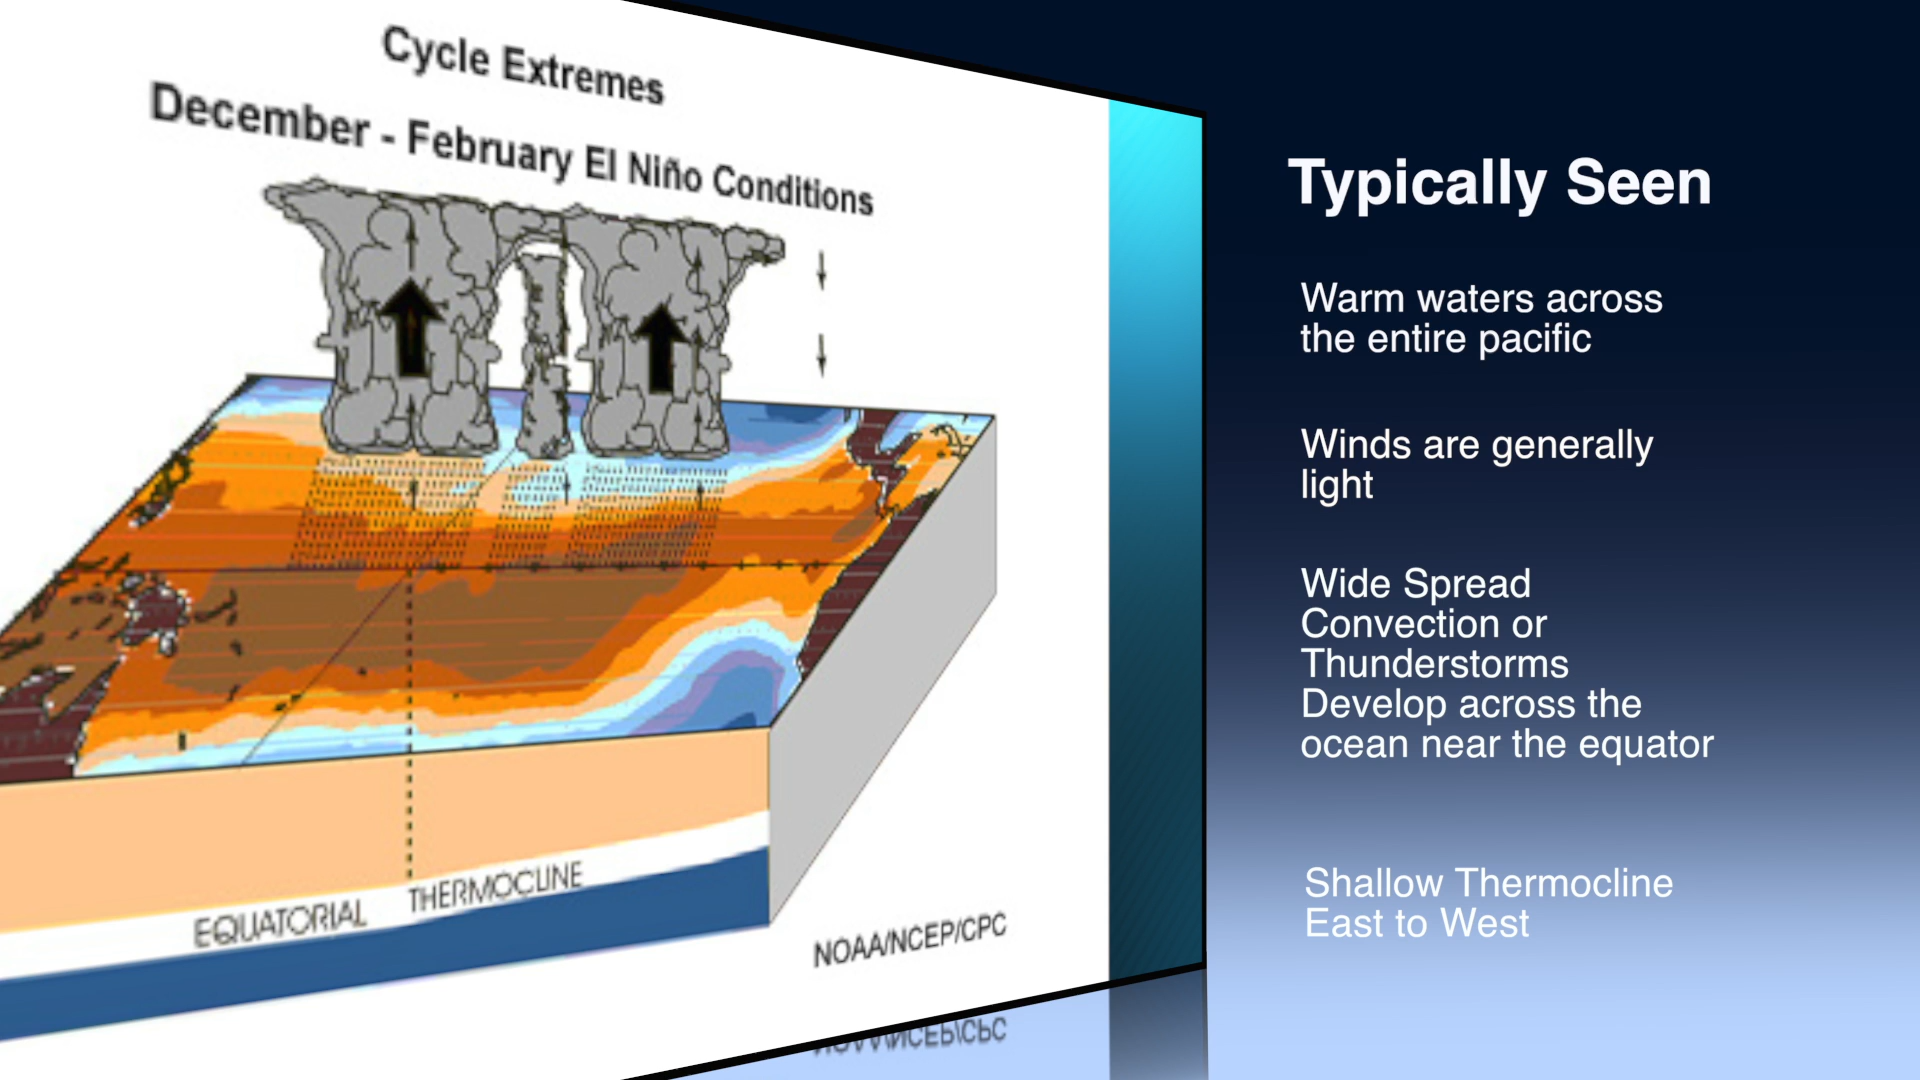 Cycle Extremes
December - February El Niño Conditions
EQUATORIAL THERMOCLINE
NOAA/NCEP/CPC
Typically Seen
Warm waters across
the entire pacific
Winds are generally
light
Wide Spread
Convection or
Thunderstorms
Develop across the
ocean near the equator
Shallow Thermocline
East to West